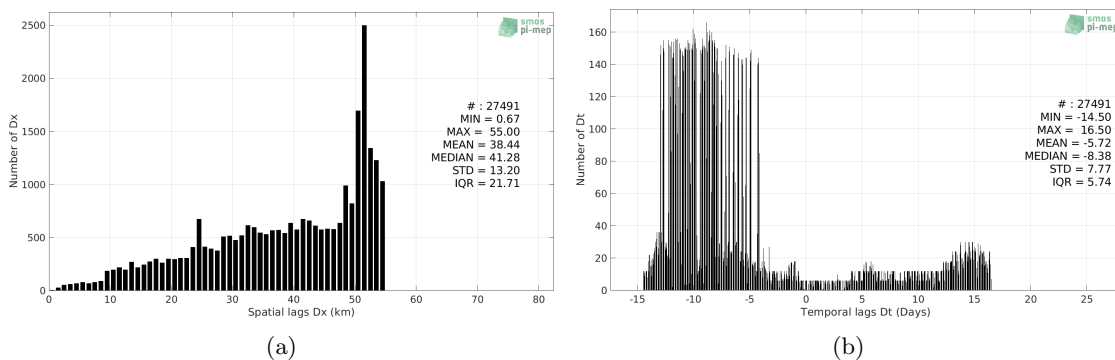 2500
2000
1500
1000
500
0
Number of Dx
0 10 20 30 40 50 60 70 80
Spatial lags Dx (km)
smos
pi-mep
# : 27491
MIN = 0.67
MAX = 55.00
MEAN = 38.44
MEDIAN = 41.28
STD = 13.20
IQR = 21.71
(a)
160
140
120
100
80
60
40
20
0
Number of Dt
-15 -10 -5 0 5 10 15 20 25
Temporal lags Dt (Days)
smos
pi-mep
# : 27491
MIN = -14.50
MAX = 16.50
MEAN = -5.72
MEDIAN = -8.38
STD = 7.77
IQR = 5.74
(b)